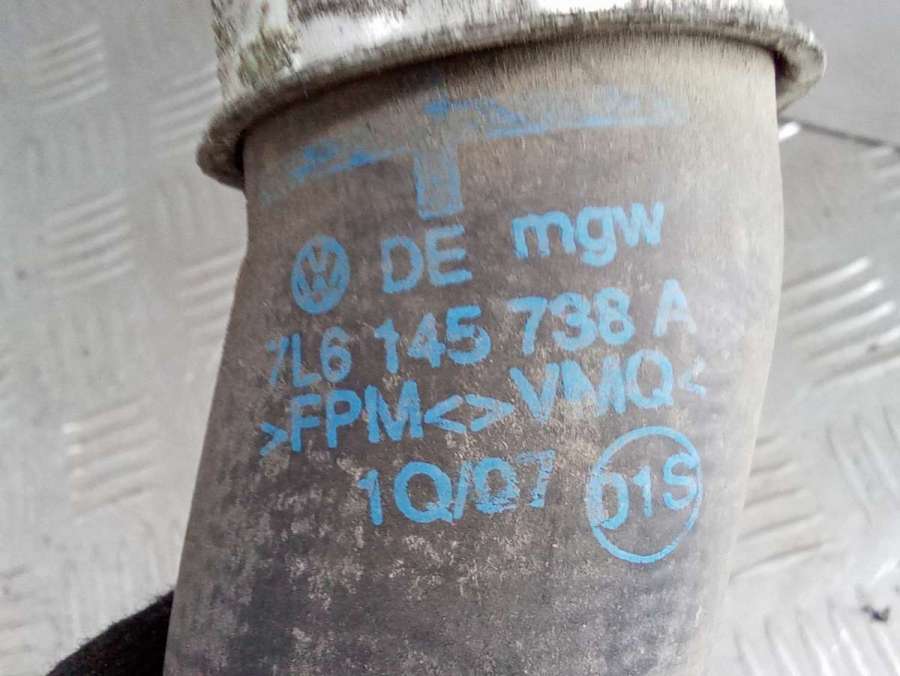 DE mgw
7L6 145 738 A
>FPM<>VMQ<
1Q/07 01S